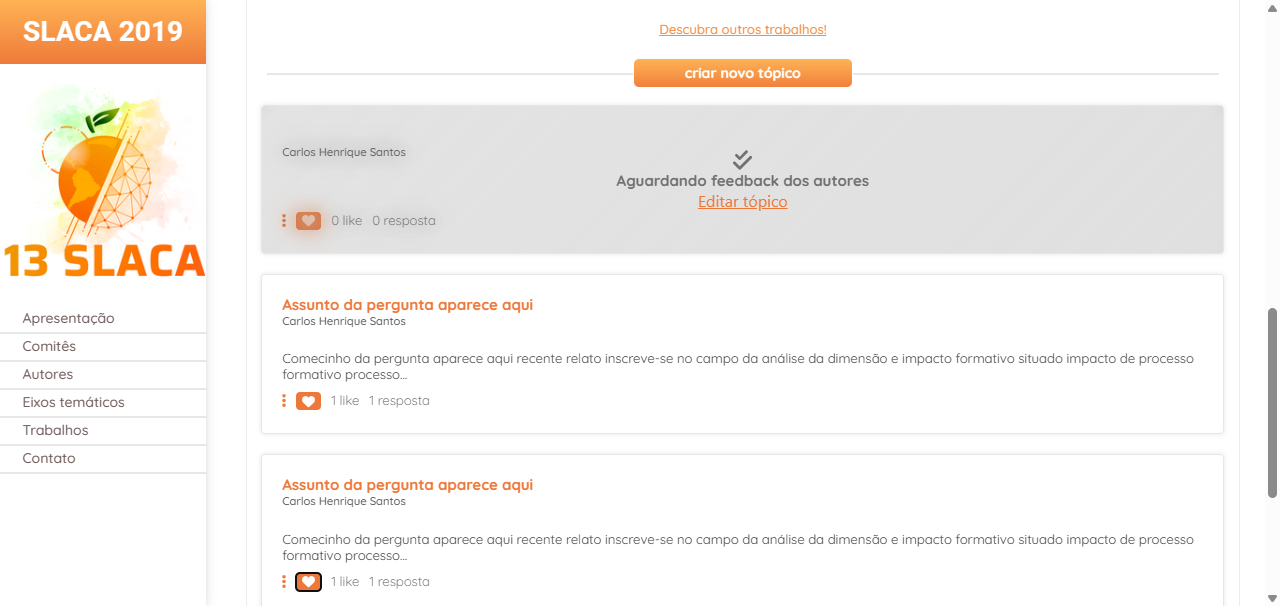 SLACA 2019
13 SLACA
Apresentação
Comitês
Autores
Eixos temáticos
Trabalhos
Contato
Descubra outros trabalhos!
criar novo tópico
Carlos Henrique Santos
Aguardando feedback dos autores
Editar tópico
0 like 0 resposta
Assunto da pergunta aparece aqui
Carlos Henrique Santos
Comecinho da pergunta aparece aqui recente relato inscreve-se no campo da análise da dimensão e impacto formativo situado impacto de processo
formativo processo...
1 like 1 resposta
Assunto da pergunta aparece aqui
Carlos Henrique Santos
Comecinho da pergunta aparece aqui recente relato inscreve-se no campo da análise da dimensão e impacto formativo situado impacto de processo
formativo processo...
1 like 1 resposta